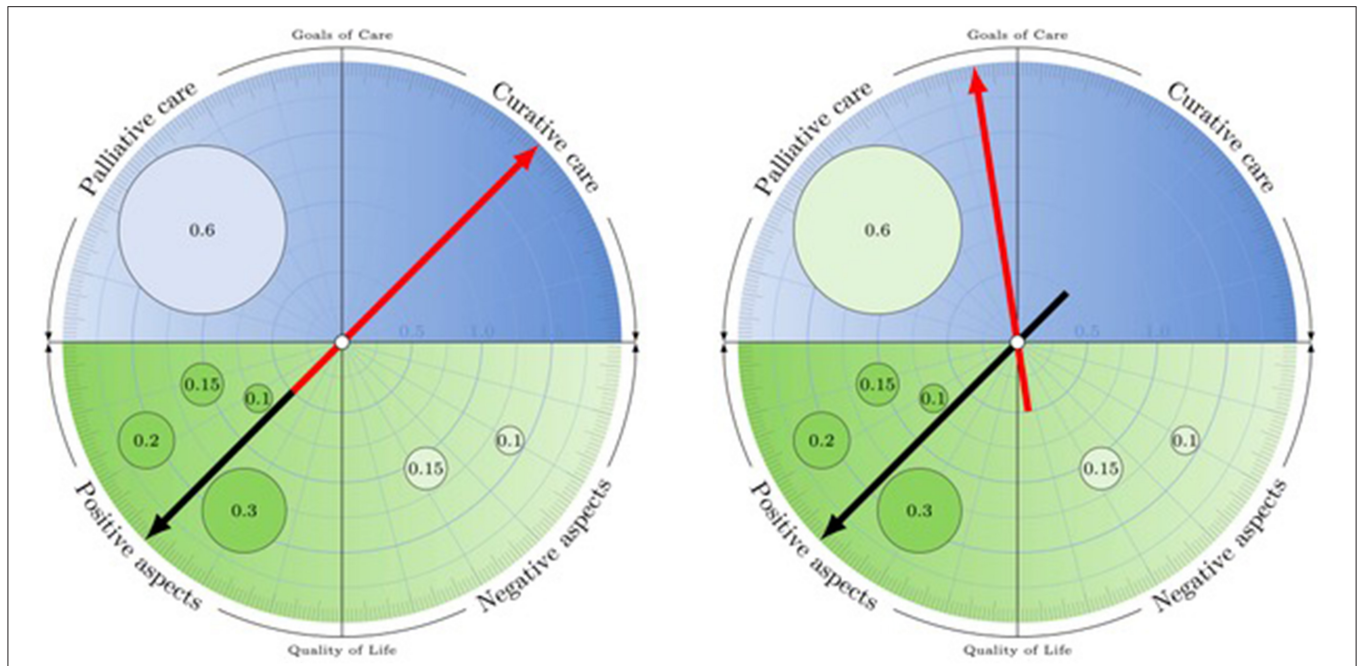 Goals of Care
Palliative care
Curative care
0.6
0.5
1.0
0.15
0.1
0.2
0.1
0.15
0.3
Positive aspects
Negative aspects
Quality of Life
Goals of Care
Palliative care
Curative care
0.6
0.5
1.0
0.15
0.1
0.2
0.1
0.15
0.3
Positive aspects
Negative aspects
Quality of Life